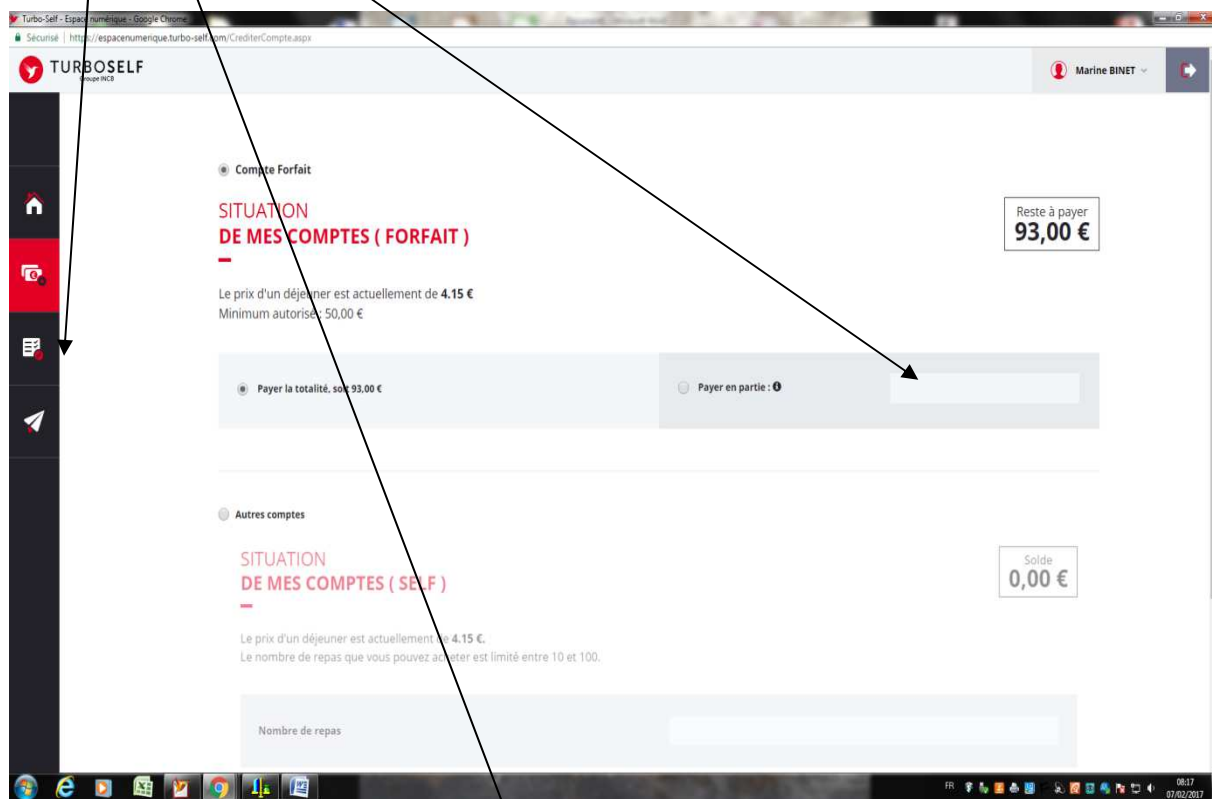 Turbo-Self - Espace numérique - Google Chrome
Sécurisé | https://espacenumerique.turbo-self.com/CrediterCompte.aspx
TURBOSELF
Groupe INCB
Marine BINET
Compte Forfait
SITUATION
DE MES COMPTES ( FORFAIT )
Reste à payer
93,00 €
Le prix d'un déjeuner est actuellement de 4.15 €
Minimum autorisé : 50,00 €
Payer la totalité, soit 93,00 €
Payer en partie :
Autres comptes
SITUATION
DE MES COMPTES ( SELF )
Solde
0,00 €
Le prix d'un déjeuner est actuellement de 4.15 €.
Le nombre de repas que vous pouvez acheter est limité entre 10 et 100.
Nombre de repas
FR
08:17
07/02/2017